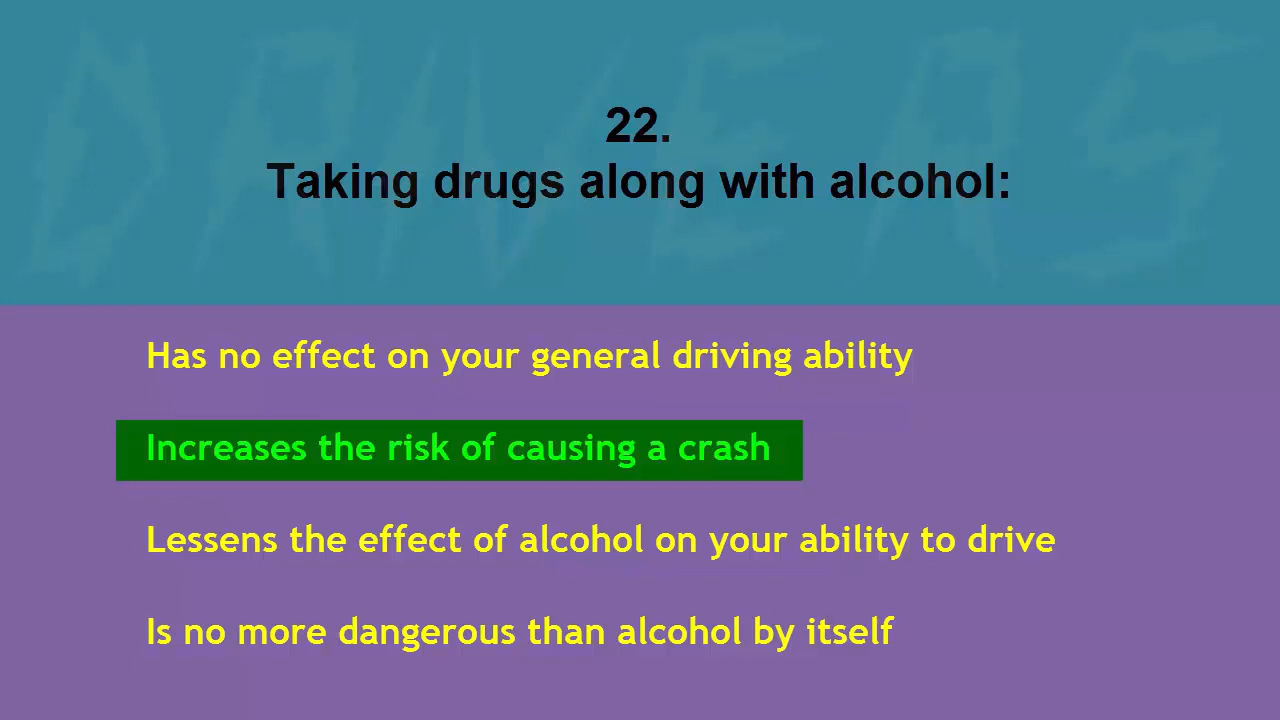 DRIVERS
22.
Taking drugs along with alcohol:
Has no effect on your general driving ability
Increases the risk of causing a crash
Lessens the effect of alcohol on your ability to drive
Is no more dangerous than alcohol by itself